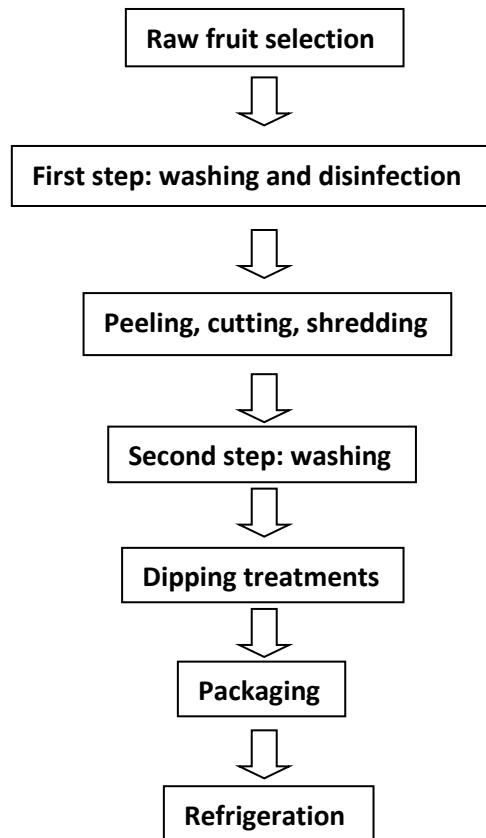 Raw fruit selection
First step: washing and disinfection
Peeling, cutting, shredding
Second step: washing
Dipping treatments
Packaging
Refrigeration